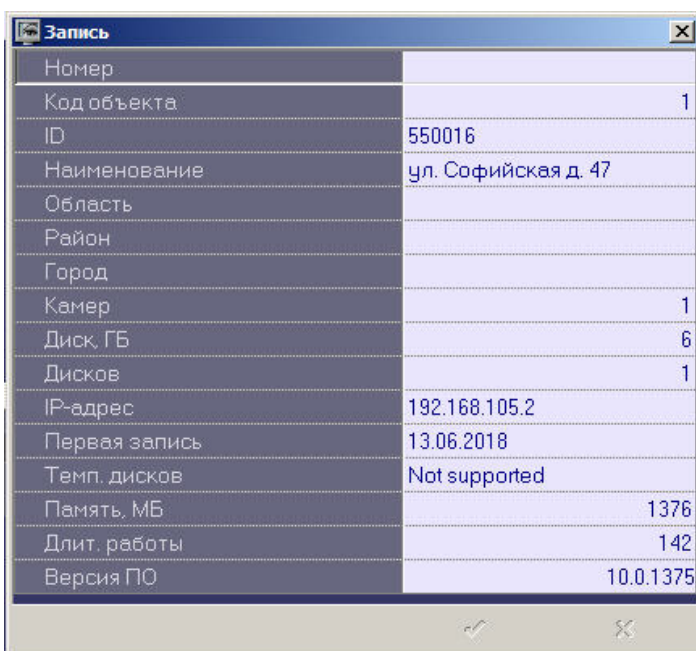 Запись
Номер
Код объекта 1
ID 550016
Наименование ул. Софийская д. 47
Область
Район
Город
Камер 1
Диск, ГБ 6
Дисков 1
IP-адрес 192.168.105.2
Первая запись 13.06.2018
Темп. дисков Not supported
Память, МБ 1376
Длит. работы 142
Версия ПО 10.0.1375